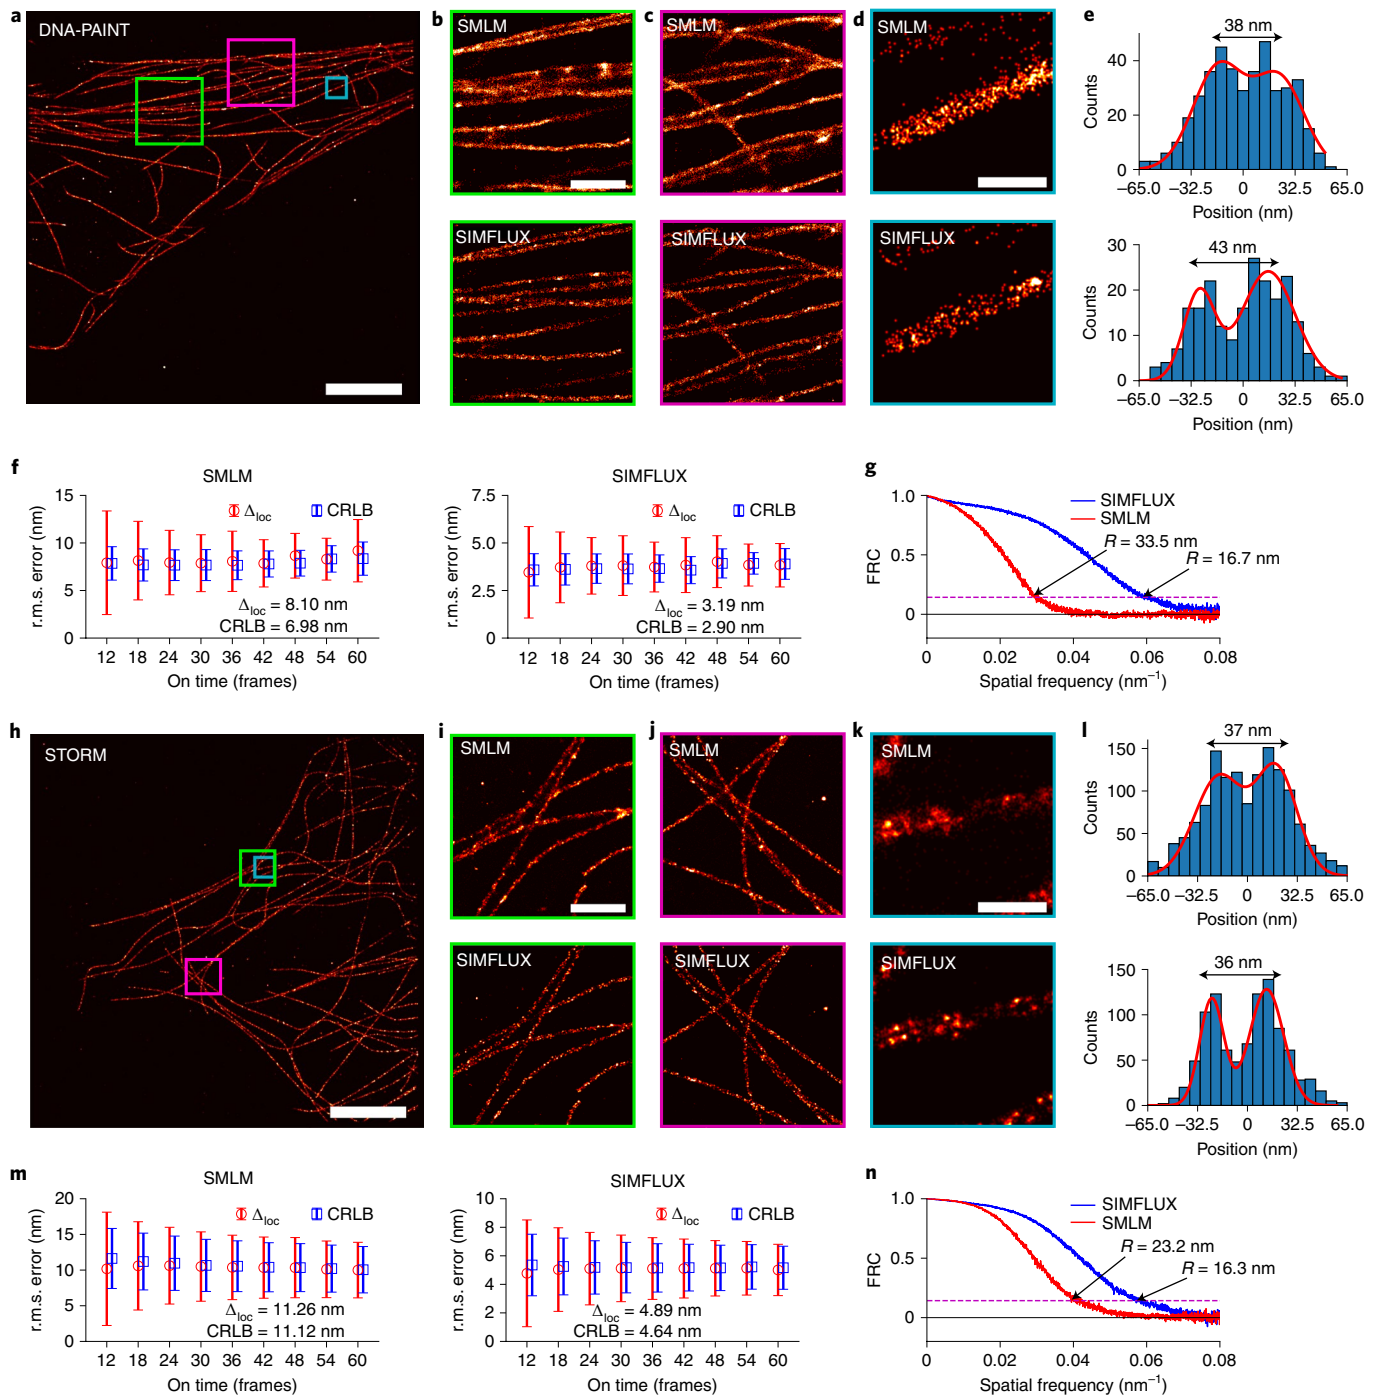 a
DNA-PAINT
b
SMLM
SIMFLUX
c
SMLM
SIMFLUX
d
SMLM
SIMFLUX
e
38 nm
Counts
40
20
0
−65.0 −32.5 0 32.5 65.0
Position (nm)
43 nm
Counts
30
20
10
0
−65.0 −32.5 0 32.5 65.0
Position (nm)
f
SMLM
r.m.s. error (nm)
15
10
5
0
Δloc CRLB
Δloc = 8.10 nm
CRLB = 6.98 nm
12 18 24 30 36 42 48 54 60
On time (frames)
SIMFLUX
r.m.s. error (nm)
7.5
5.0
2.5
0
Δloc CRLB
Δloc = 3.19 nm
CRLB = 2.90 nm
12 18 24 30 36 42 48 54 60
On time (frames)
g
FRC
1.0
0.5
0
SIMFLUX
SMLM
R = 33.5 nm
R = 16.7 nm
0 0.02 0.04 0.06 0.08
Spatial frequency (nm−1)
h
STORM
i
SMLM
SIMFLUX
j
SMLM
SIMFLUX
k
SMLM
SIMFLUX
l
37 nm
Counts
150
100
50
0
−65.0 −32.5 0 32.5 65.0
Position (nm)
36 nm
Counts
150
100
50
0
−65.0 −32.5 0 32.5 65.0
Position (nm)
m
SMLM
r.m.s. error (nm)
20
15
10
5
0
Δloc CRLB
Δloc = 11.26 nm
CRLB = 11.12 nm
12 18 24 30 36 42 48 54 60
On time (frames)
SIMFLUX
r.m.s. error (nm)
10
8
6
4
2
0
Δloc CRLB
Δloc = 4.89 nm
CRLB = 4.64 nm
12 18 24 30 36 42 48 54 60
On time (frames)
n
FRC
1.0
0.5
0
SIMFLUX
SMLM
R = 23.2 nm
R = 16.3 nm
0 0.02 0.04 0.06 0.08
Spatial frequency (nm−1)